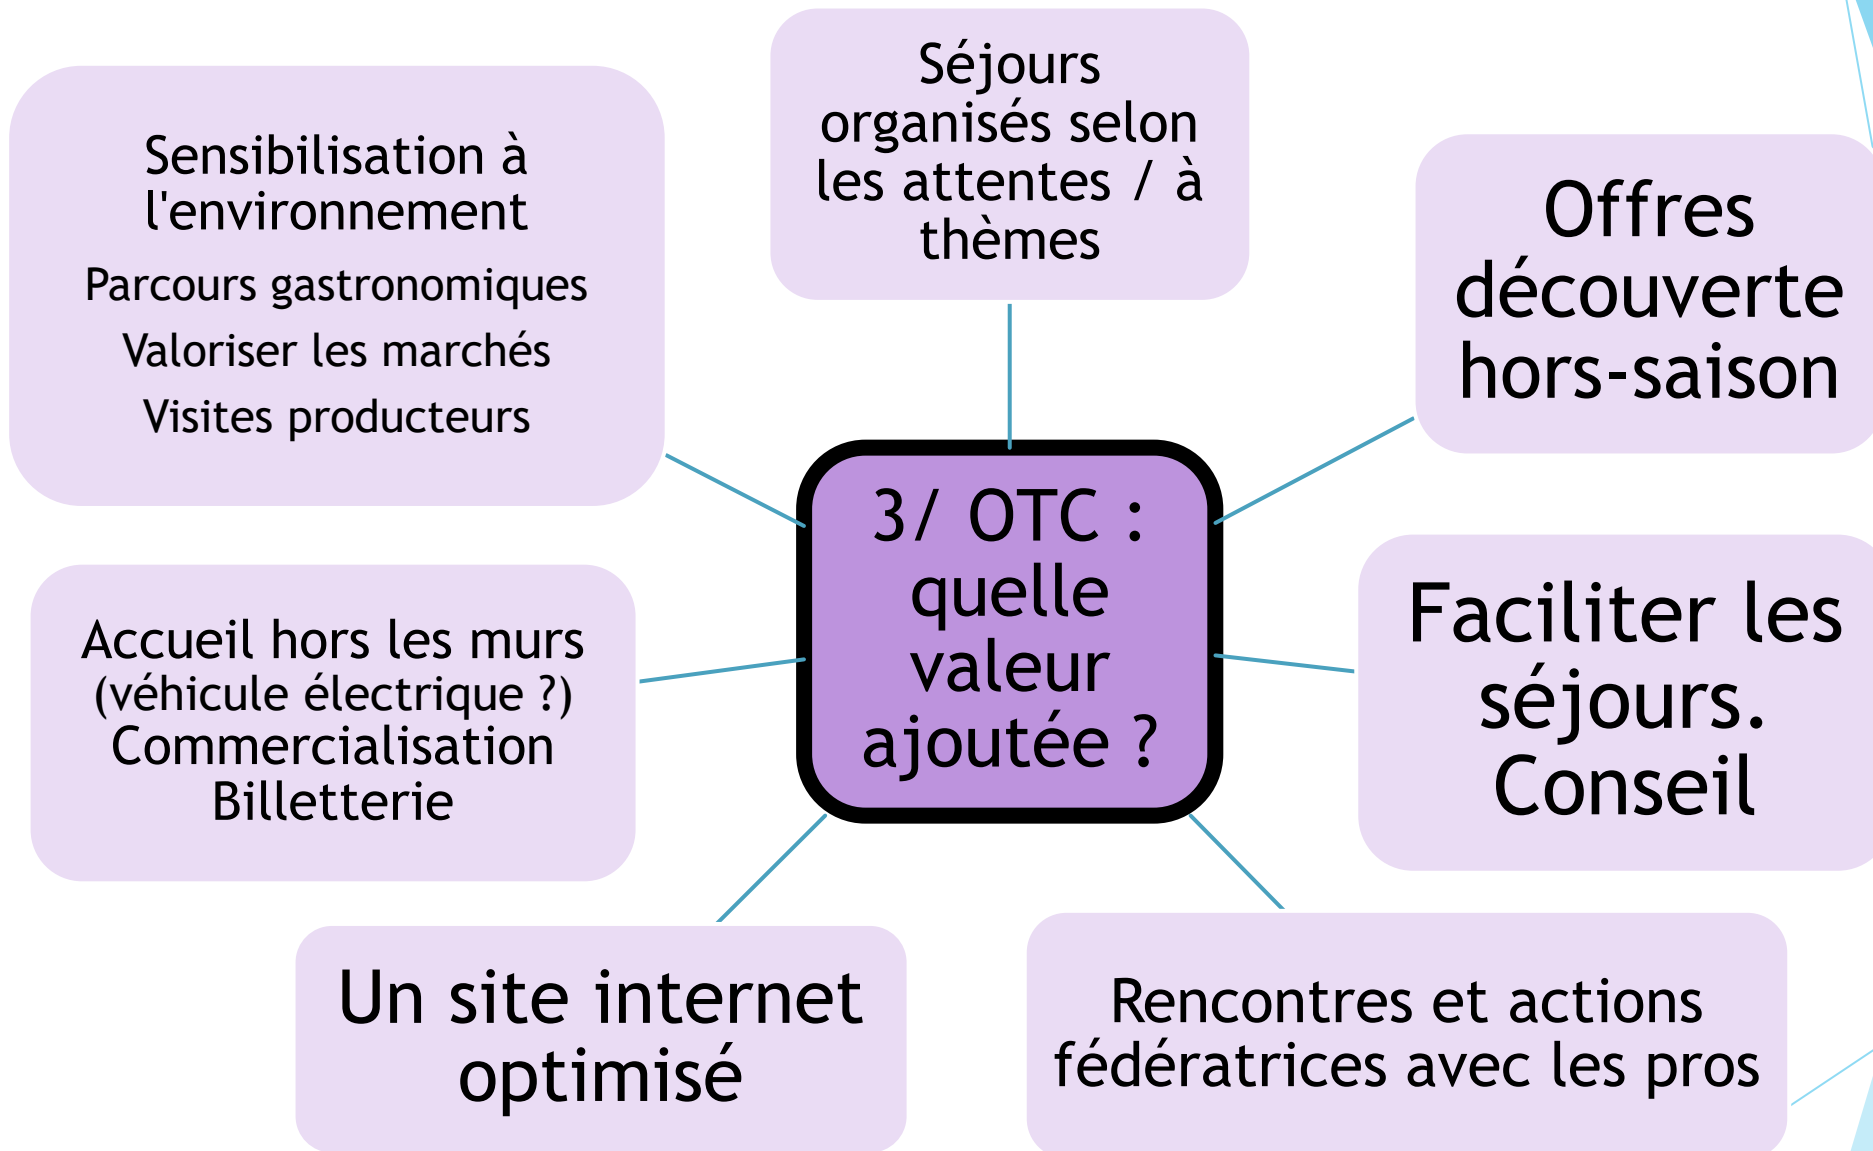 Séjours
organisés selon
les attentes / à
thèmes
Sensibilisation à
l'environnement
Parcours gastronomiques
Valoriser les marchés
Visites producteurs
Offres
découverte
hors-saison
3/ OTC :
quelle
valeur
ajoutée ?
Accueil hors les murs
(véhicule électrique ?)
Commercialisation
Billetterie
Faciliter les
séjours.
Conseil
Un site internet
optimisé
Rencontres et actions
fédératrices avec les pros